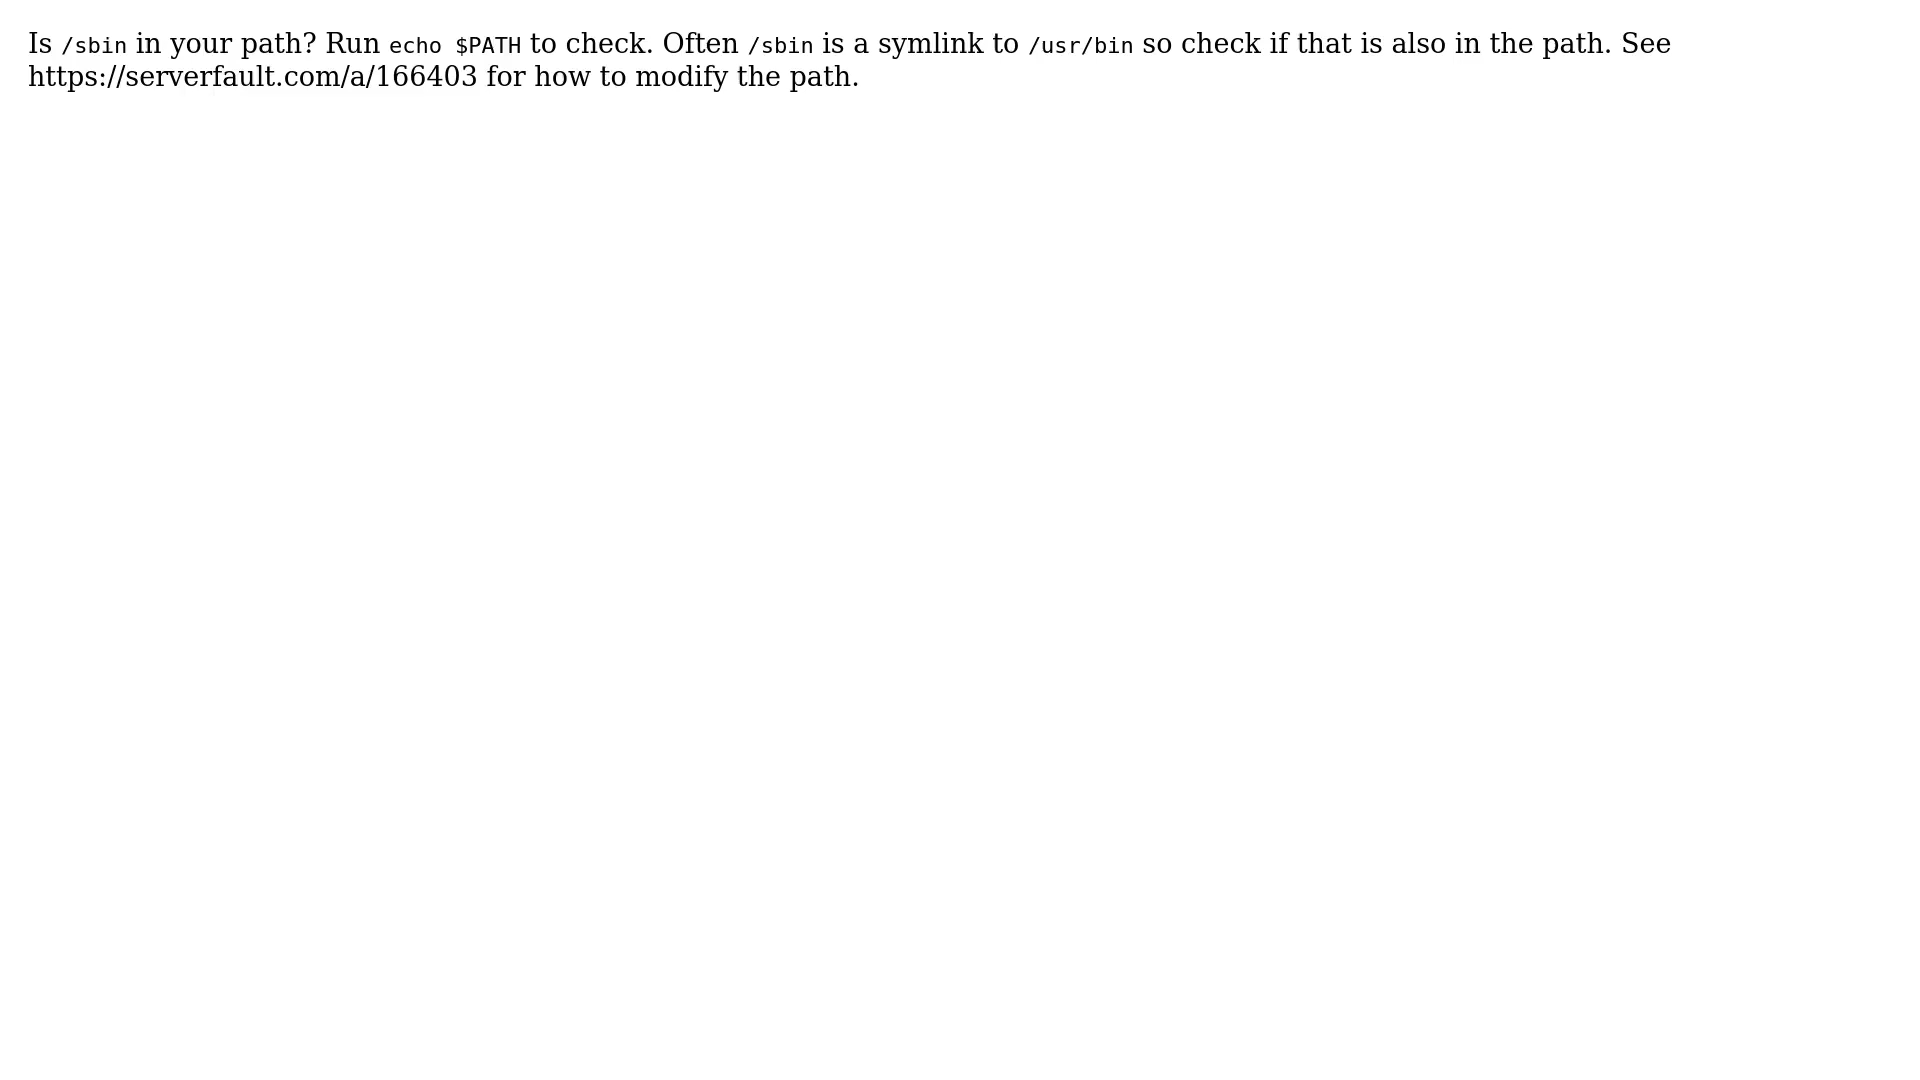 Is /sbin in your path? Run echo $PATH to check. Often /sbin is a symlink to /usr/bin so check if that is also in the path. See
https://serverfault.com/a/166403 for how to modify the path.